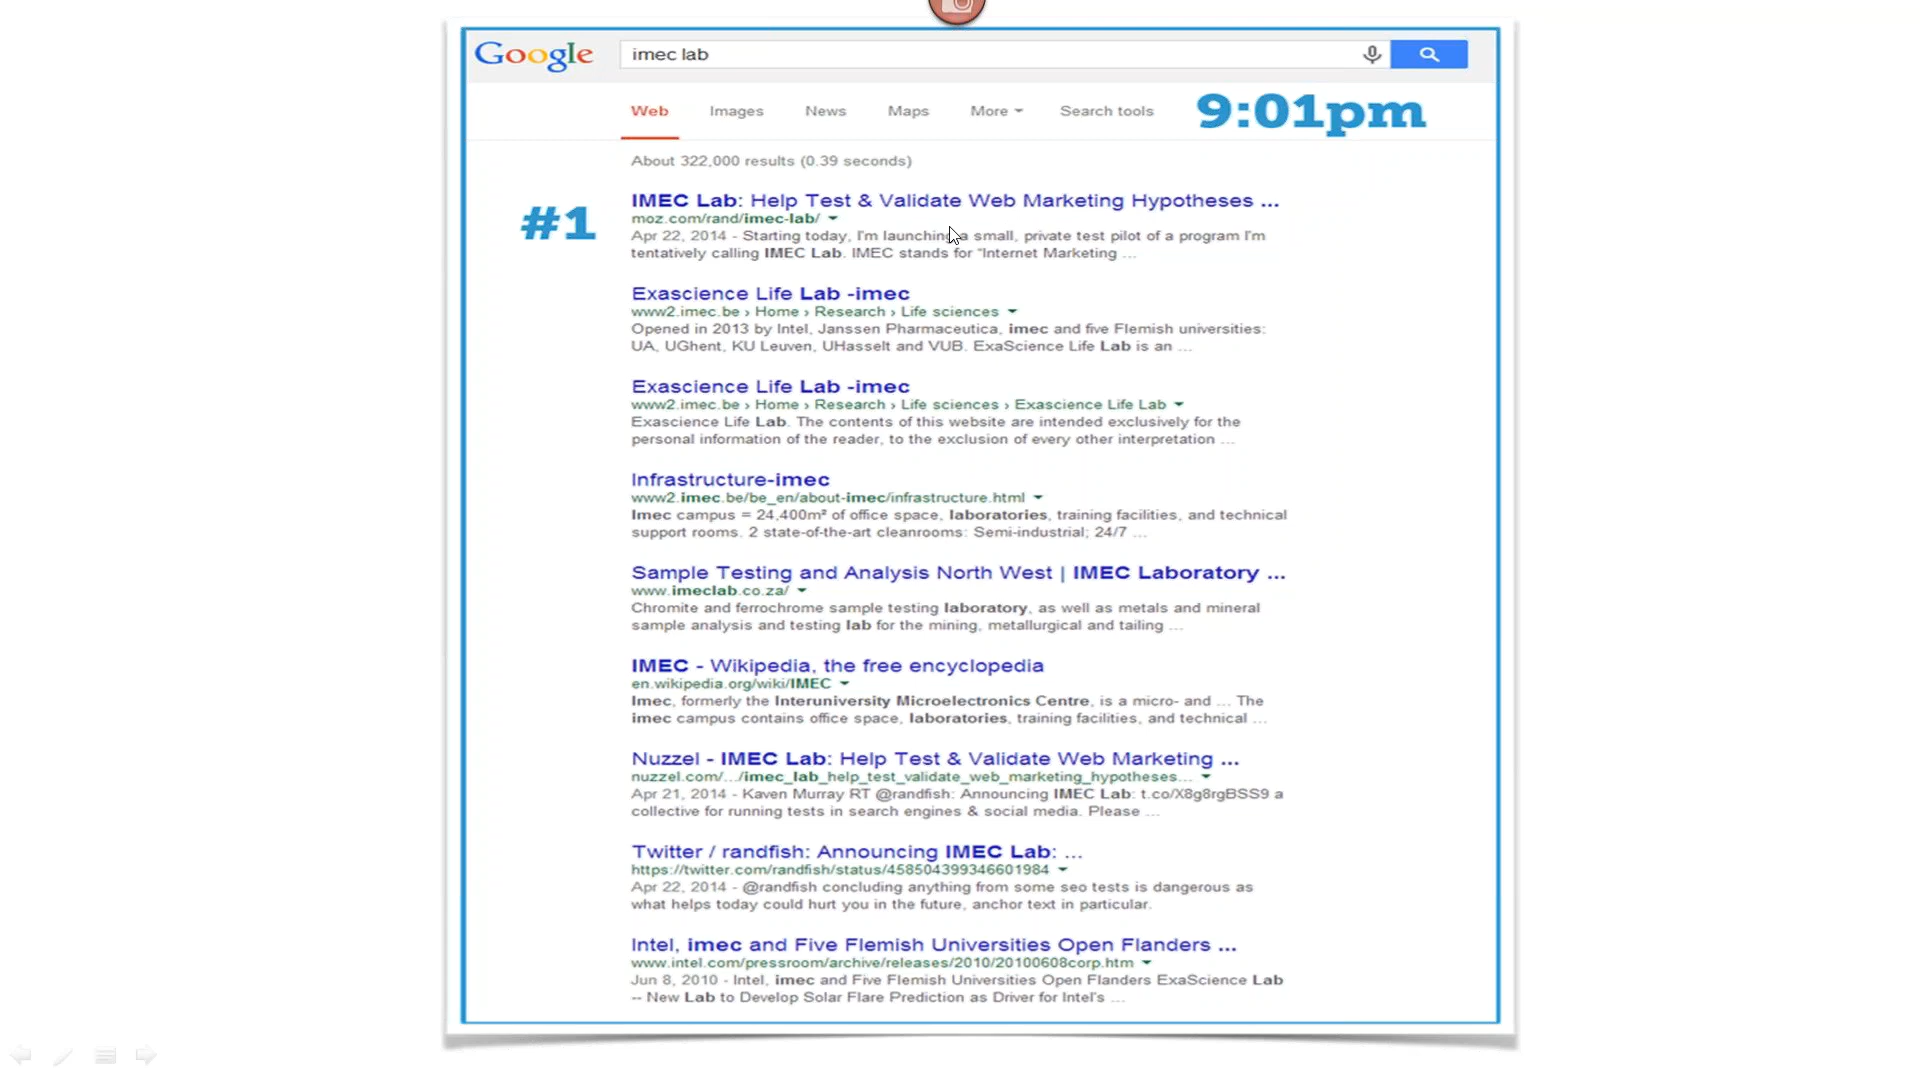 Google
imec lab
Web Images News Maps More Search tools
9:01pm
About 322,000 results (0.39 seconds)
#1
IMEC Lab: Help Test & Validate Web Marketing Hypotheses ...
moz.com/rand/imec-lab/
Apr 22, 2014 - Starting today, I'm launching a small, private test pilot of a program I'm
tentatively calling IMEC Lab. IMEC stands for "Internet Marketing ...
Exascience Life Lab -imec
www2.imec.be › Home › Research › Life sciences
Opened in 2013 by Intel, Janssen Pharmaceutica, imec and five Flemish universities:
UA, UGhent, KU Leuven, UHasselt and VUB. ExaScience Life Lab is an ...
Exascience Life Lab -imec
www2.imec.be › Home › Research › Life sciences › Exascience Life Lab
Exascience Life Lab. The contents of this website are intended exclusively for the
personal information of the reader, to the exclusion of every other interpretation ...
Infrastructure-imec
www2.imec.be/be_en/about-imec/infrastructure.html
Imec campus = 24,400m² of office space, laboratories, training facilities, and technical
support rooms. 2 state-of-the-art cleanrooms: Semi-industrial; 24/7 ...
Sample Testing and Analysis North West | IMEC Laboratory ...
www.imeclab.co.za/
Chromite and ferrochrome sample testing laboratory, as well as metals and mineral
sample analysis and testing lab for the mining, metallurgical and tailing ...
IMEC - Wikipedia, the free encyclopedia
en.wikipedia.org/wiki/IMEC
Imec, formerly the Interuniversity Microelectronics Centre, is a micro- and ... The
imec campus contains office space, laboratories, training facilities, and technical ...
Nuzzel - IMEC Lab: Help Test & Validate Web Marketing ...
nuzzel.com/.../imec_lab_help_test_validate_web_marketing_hypotheses...
Apr 21, 2014 - Kaven Murray RT @randfish: Announcing IMEC Lab: t.co/X8g8rgBSS9 a
collective for running tests in search engines & social media. Please ...
Twitter / randfish: Announcing IMEC Lab: ...
https://twitter.com/randfish/status/458504399346601984
Apr 22, 2014 - @randfish concluding anything from some seo tests is dangerous as
what helps today could hurt you in the future, anchor text in particular.
Intel, imec and Five Flemish Universities Open Flanders ...
www.intel.com/pressroom/archive/releases/2010/20100608corp.htm
Jun 8, 2010 - Intel, imec and Five Flemish Universities Open Flanders ExaScience Lab
-- New Lab to Develop Solar Flare Prediction as Driver for Intel's ...